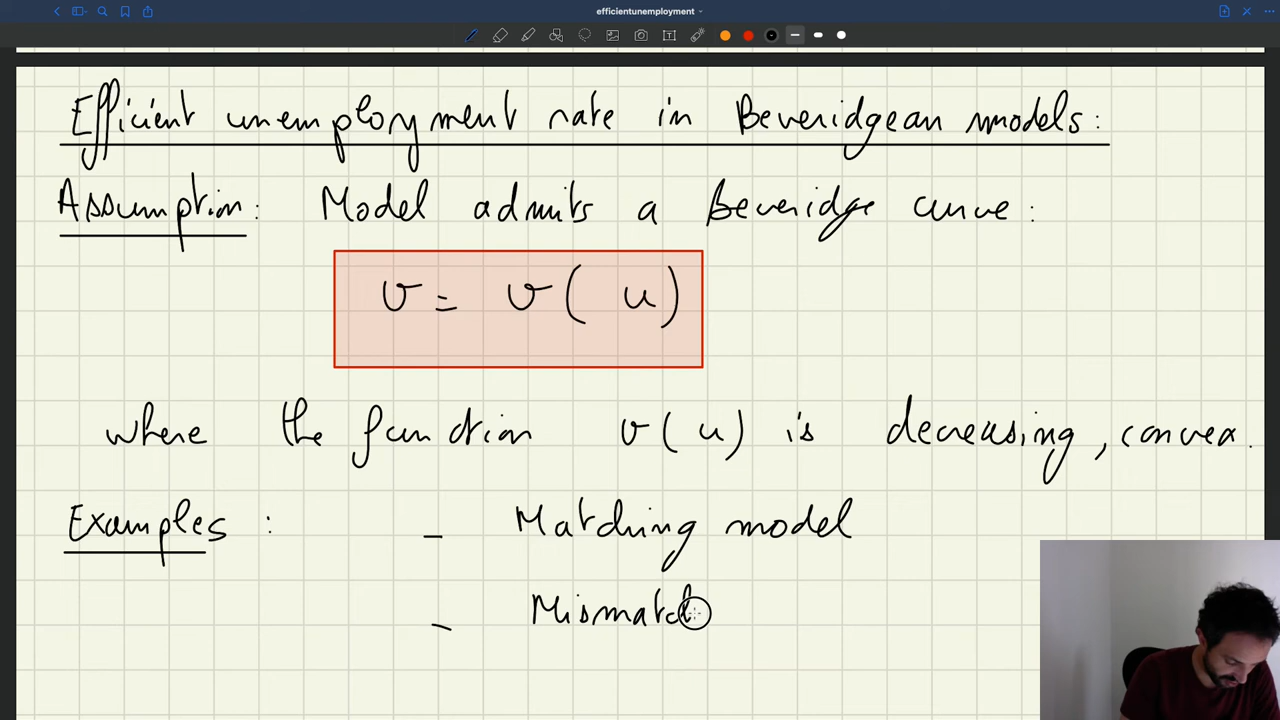 efficientunemployment
Efficient unemployment rate in Beveridgean models:
Assumption: Model admits a Beveridge curve:
v = v( u)
where the function v(u) is decreasing, convex.
Examples : - Matching model
- Mismatch